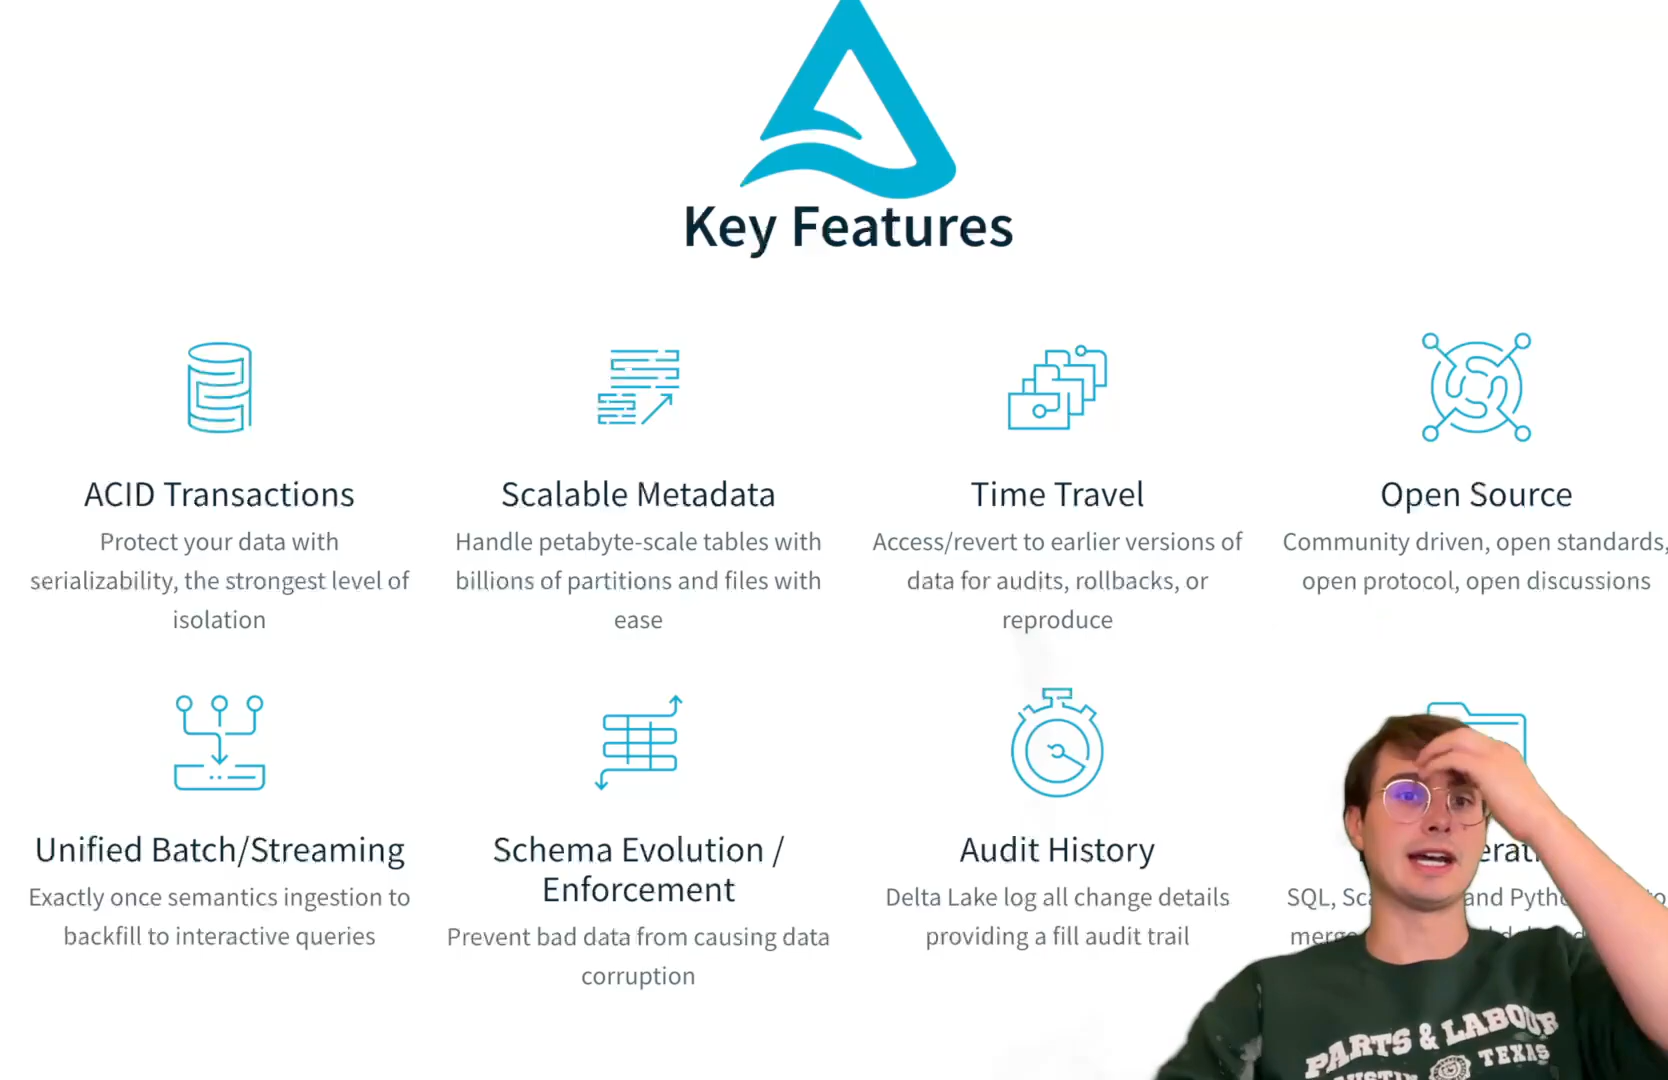 Key Features
ACID Transactions
Protect your data with
serializability, the strongest level of
isolation
Scalable Metadata
Handle petabyte-scale tables with
billions of partitions and files with
ease
Time Travel
Access/revert to earlier versions of
data for audits, rollbacks, or
reproduce
Open Source
Community driven, open standards,
open protocol, open discussions
Unified Batch/Streaming
Exactly once semantics ingestion to
backfill to interactive queries
Schema Evolution /
Enforcement
Prevent bad data from causing data
corruption
Audit History
Delta Lake log all change details
providing a fill audit trail
SQL, and
PARTS & LABOUR
TEXAS